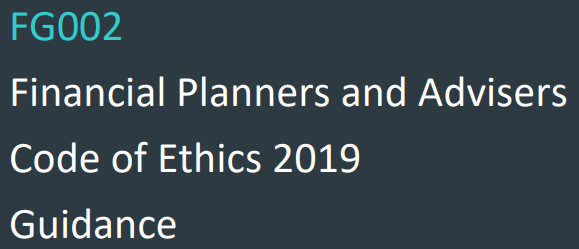 FG002
Financial Planners and Advisers
Code of Ethics 2019
Guidance